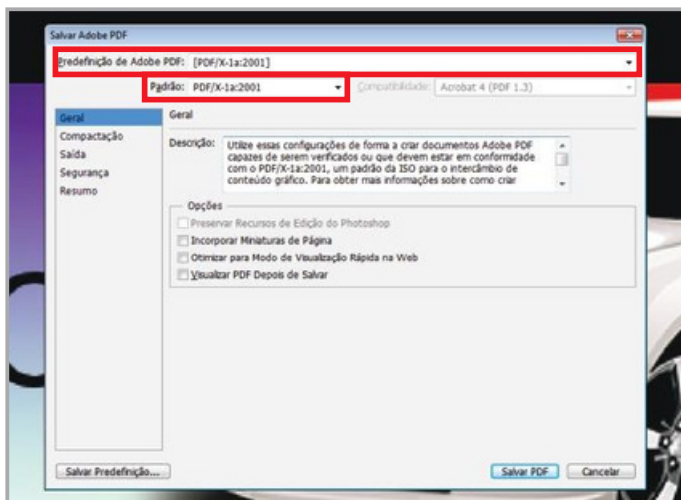 Salvar Adobe PDF
Predefinição de Adobe PDF: [PDF/X-1a:2001]
Padrão: PDF/X-1a:2001 Compatibilidade: Acrobat 4 (PDF 1.3)
Geral
Compactação
Saída
Segurança
Resumo
Geral
Descrição: Utilize essas configurações de forma a criar documentos Adobe PDF
capazes de serem verificados ou que devem estar em conformidade
com o PDF/X-1a:2001, um padrão da ISO para o intercâmbio de
conteúdo gráfico. Para obter mais informações sobre como criar
Opções
Preservar Recursos de Edição do Photoshop
Incorporar Miniaturas de Página
Otimizar para Modo de Visualização Rápida na Web
Visualizar PDF Depois de Salvar
Salvar Predefinição... Salvar PDF Cancelar